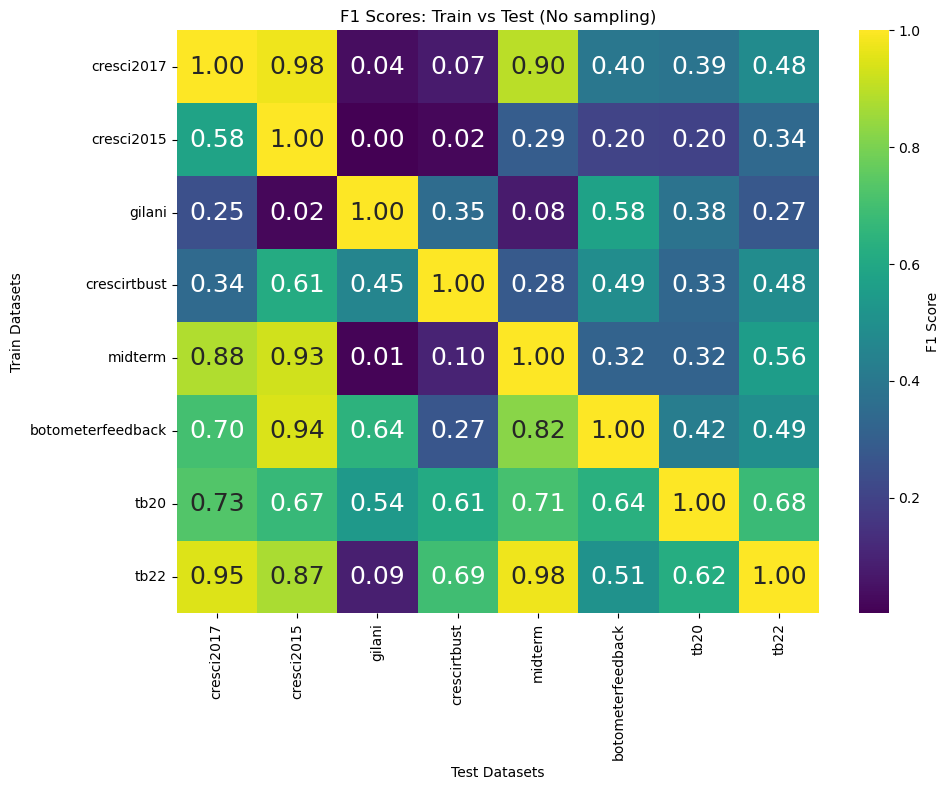 F1 Scores: Train vs Test (No sampling)
cresci2017 1.00 0.98 0.04 0.07 0.90 0.40 0.39 0.48
cresci2015 0.58 1.00 0.00 0.02 0.29 0.20 0.20 0.34
gilani 0.25 0.02 1.00 0.35 0.08 0.58 0.38 0.27
crescirtbust 0.34 0.61 0.45 1.00 0.28 0.49 0.33 0.48
midterm 0.88 0.93 0.01 0.10 1.00 0.32 0.32 0.56
botometerfeedback 0.70 0.94 0.64 0.27 0.82 1.00 0.42 0.49
tb20 0.73 0.67 0.54 0.61 0.71 0.64 1.00 0.68
tb22 0.95 0.87 0.09 0.69 0.98 0.51 0.62 1.00
Train Datasets
cresci2017 cresci2015 gilani crescirtbust midterm botometerfeedback tb20 tb22
Test Datasets
1.0
0.8
0.6
0.4
0.2
F1 Score